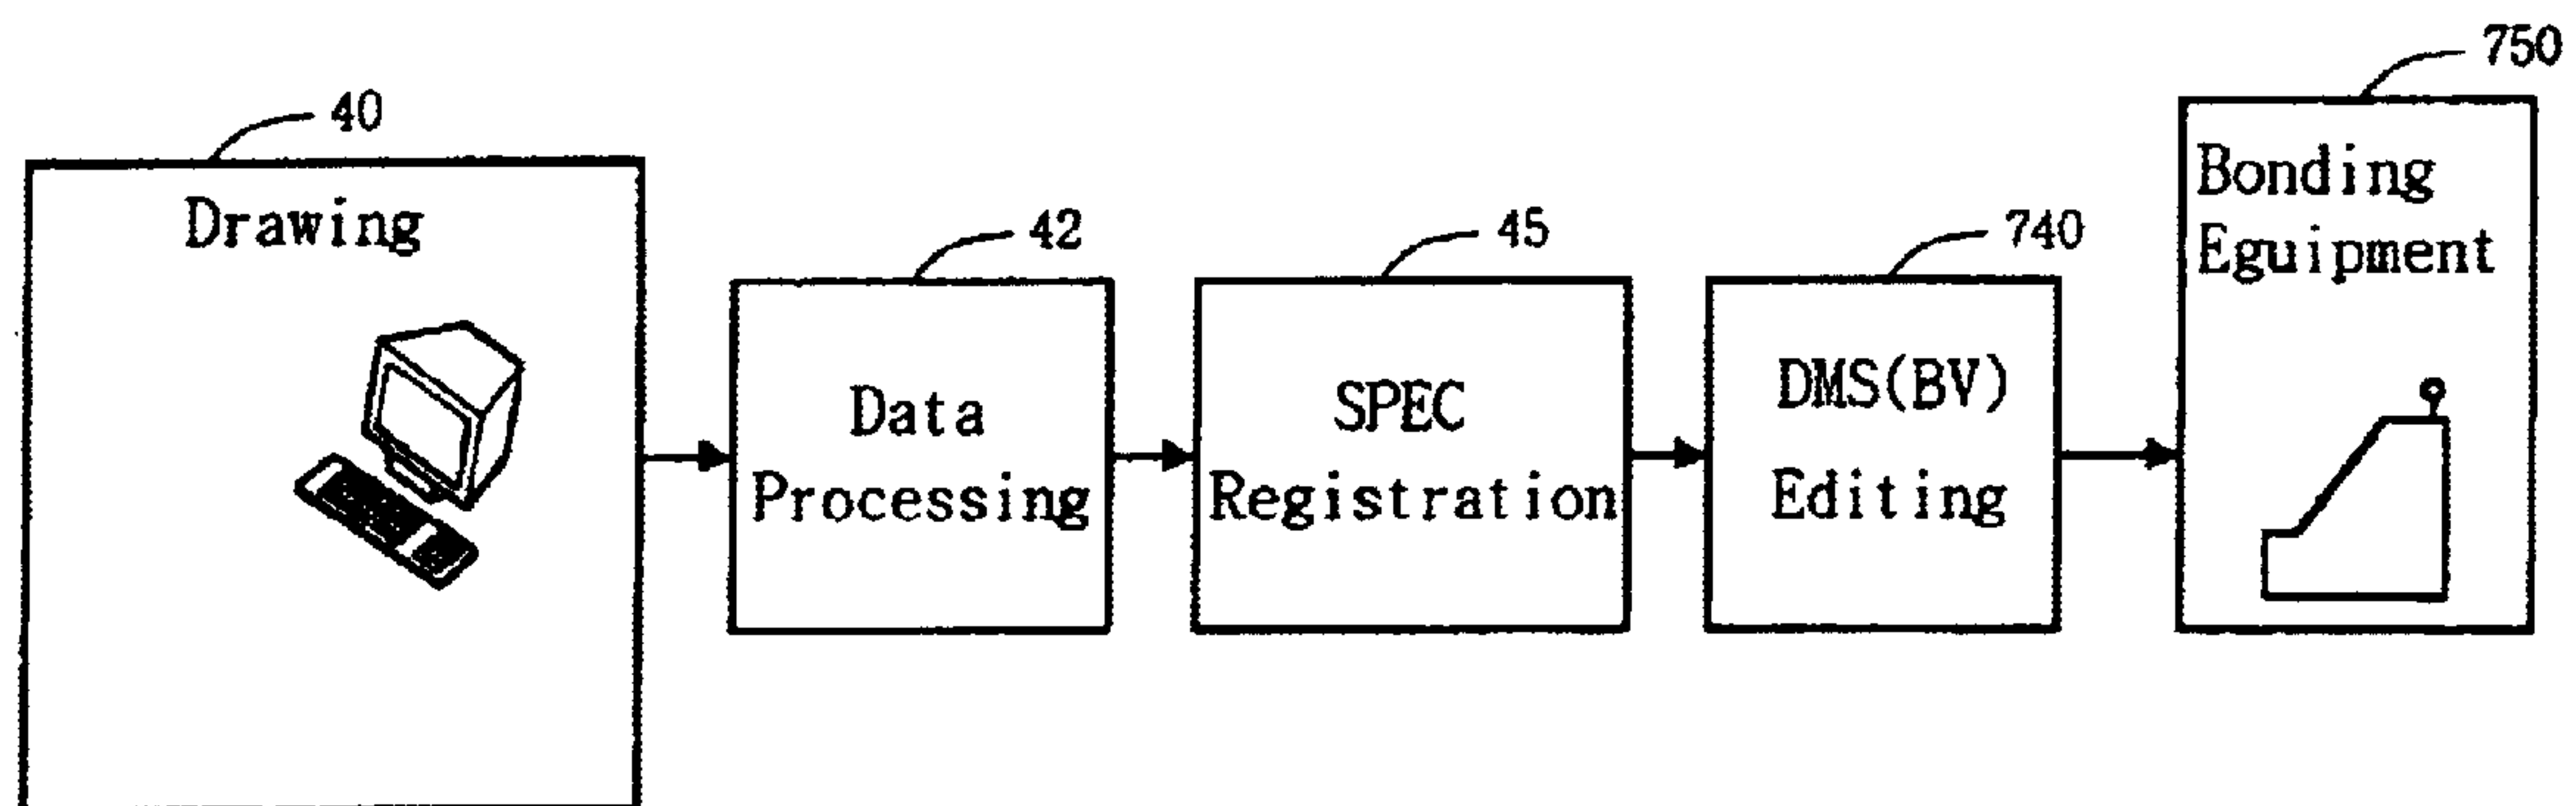 40
Drawing
42
Data
Processing
45
SPEC
Registration
740
DMS(BV)
Editing
750
Bonding
Eguipment